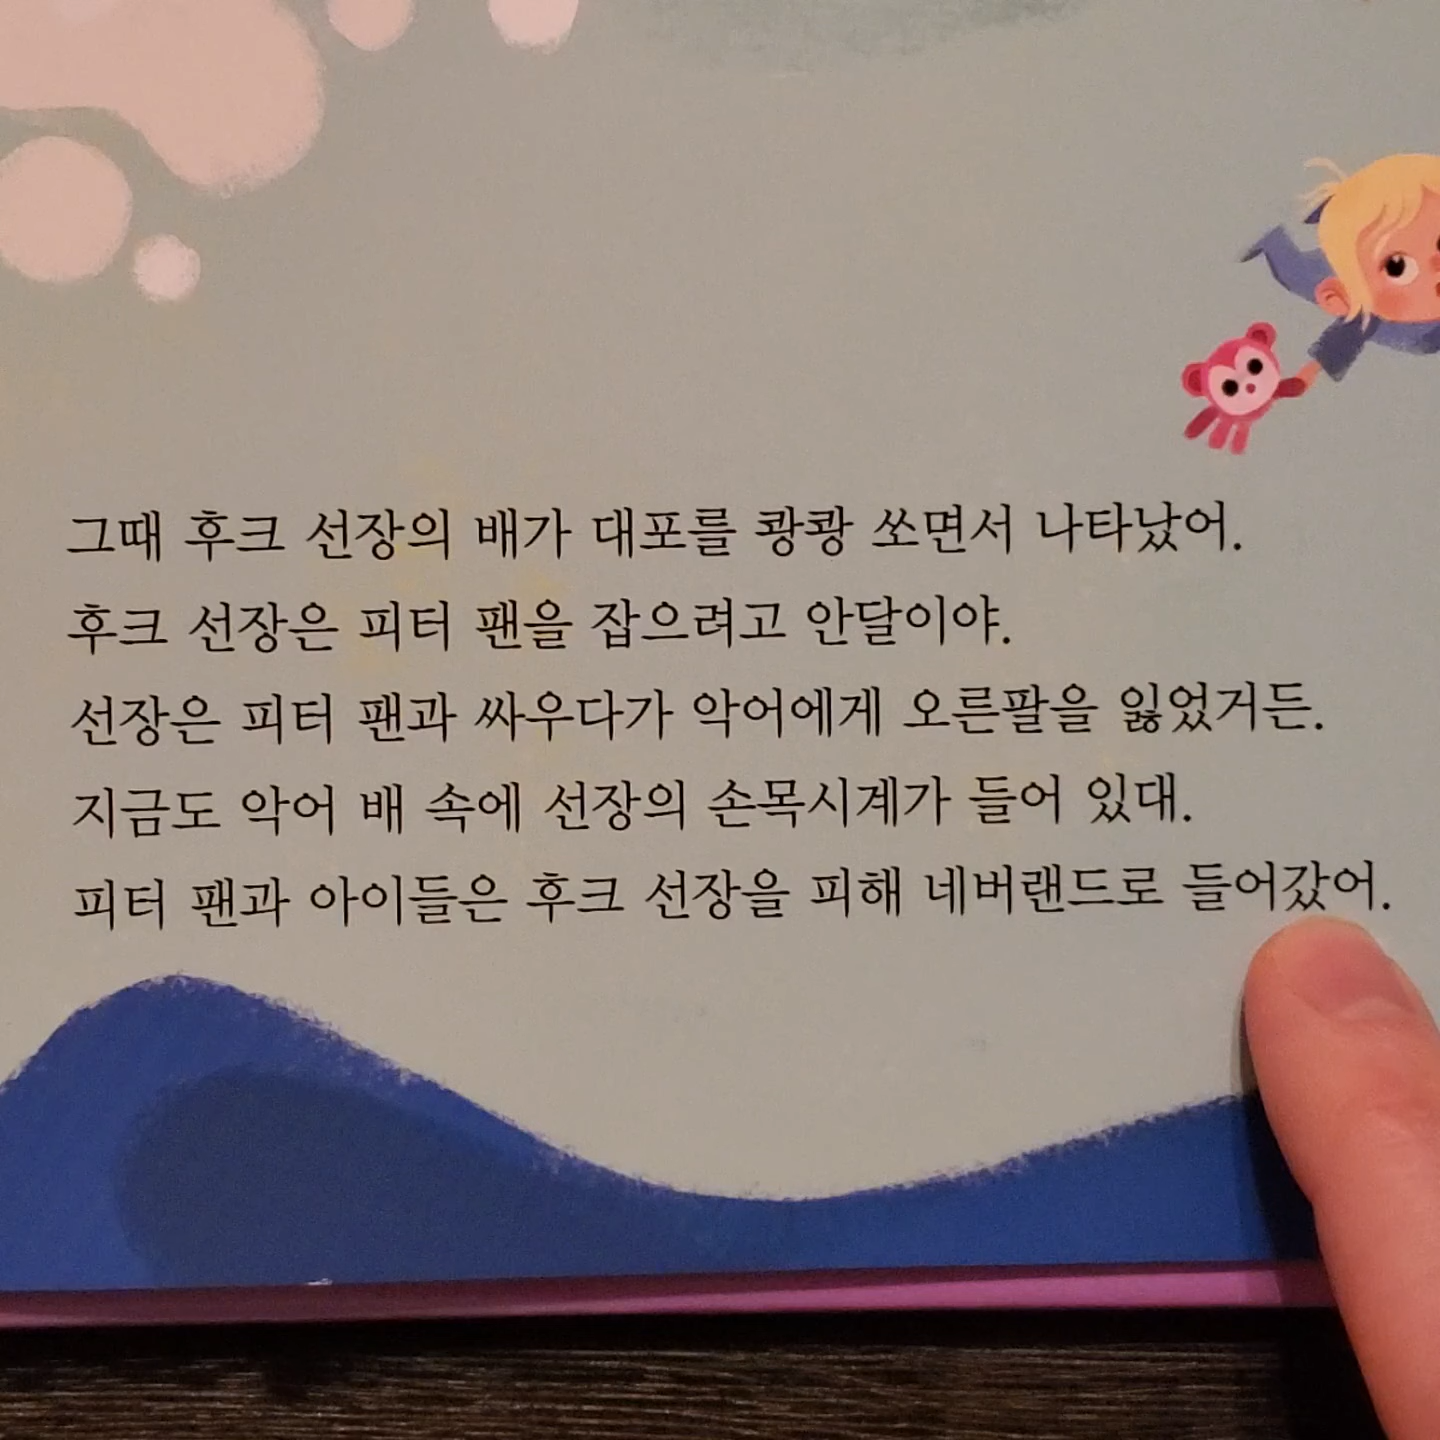 그때 후크 선장의 배가 대포를 쾅쾅 쏘면서 나타났어.
후크 선장은 피터 팬을 잡으려고 안달이야.
선장은 피터 팬과 싸우다가 악어에게 오른팔을 잃었거든.
지금도 악어 배 속에 선장의 손목시계가 들어 있대.
피터 팬과 아이들은 후크 선장을 피해 네버랜드로 들어갔어.